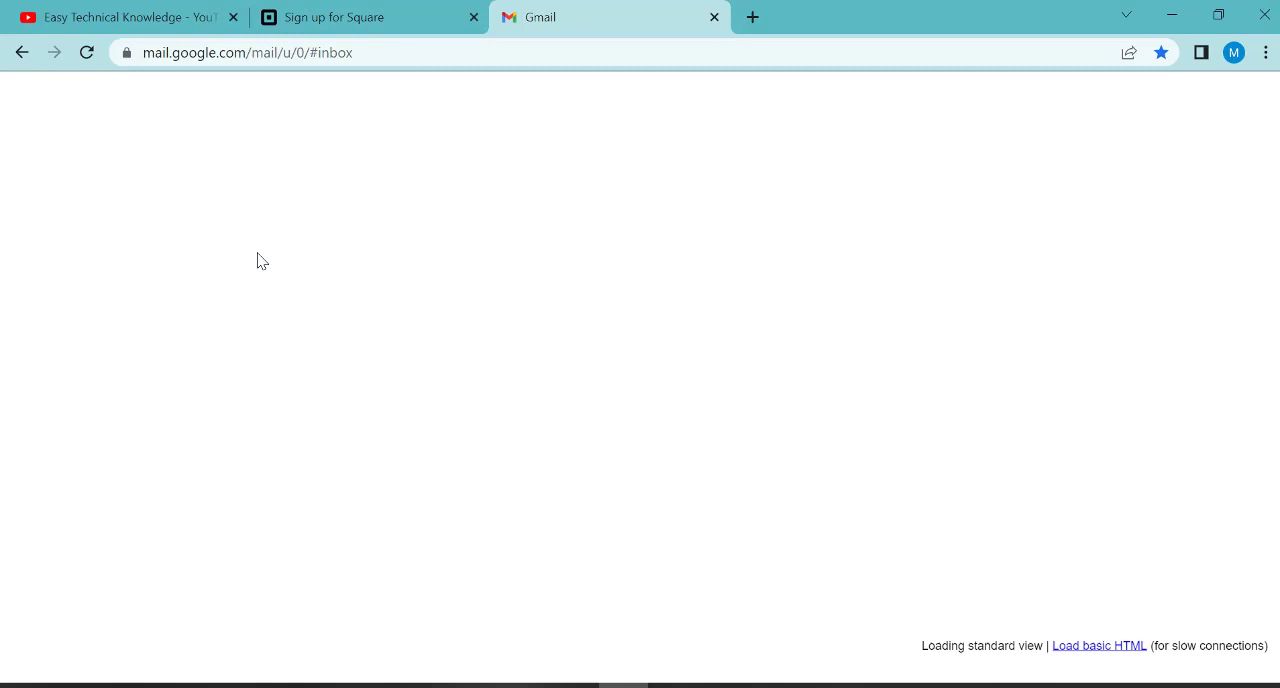 Easy Technical Knowledge - YouT
Sign up for Square
Gmail
mail.google.com/mail/u/0/#inbox
M
Loading standard view | Load basic HTML (for slow connections)